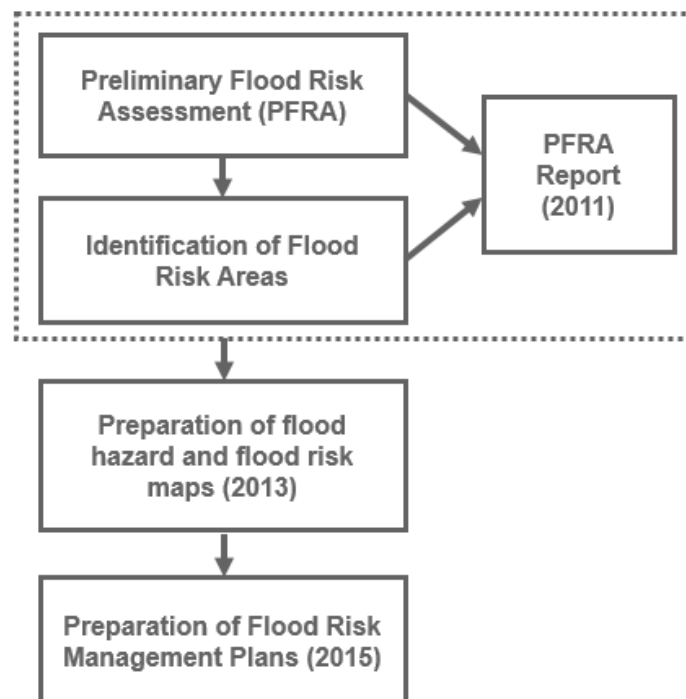 Preliminary Flood Risk
Assessment (PFRA)
PFRA
Report
(2011)
Identification of Flood
Risk Areas
Preparation of flood
hazard and flood risk
maps (2013)
Preparation of Flood Risk
Management Plans (2015)